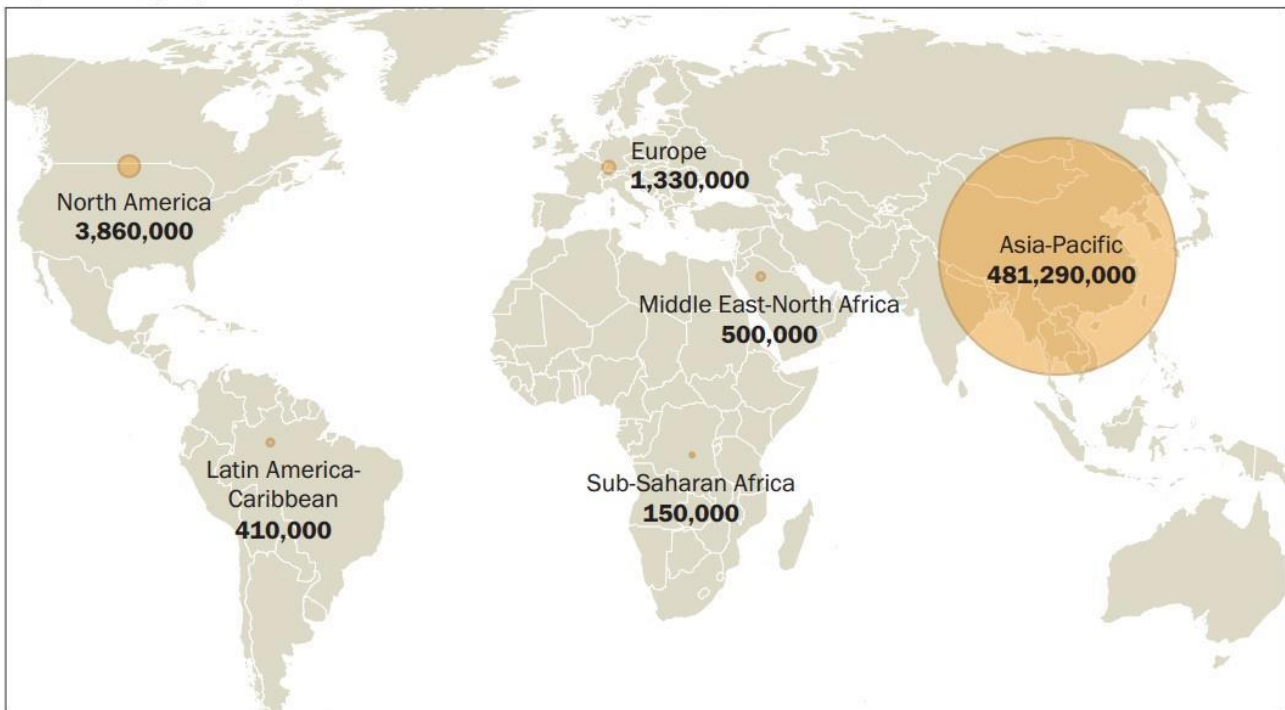 North America
3,860,000
Europe
1,330,000
Asia-Pacific
481,290,000
Middle East-North Africa
500,000
Latin America-
Caribbean
410,000
Sub-Saharan Africa
150,000